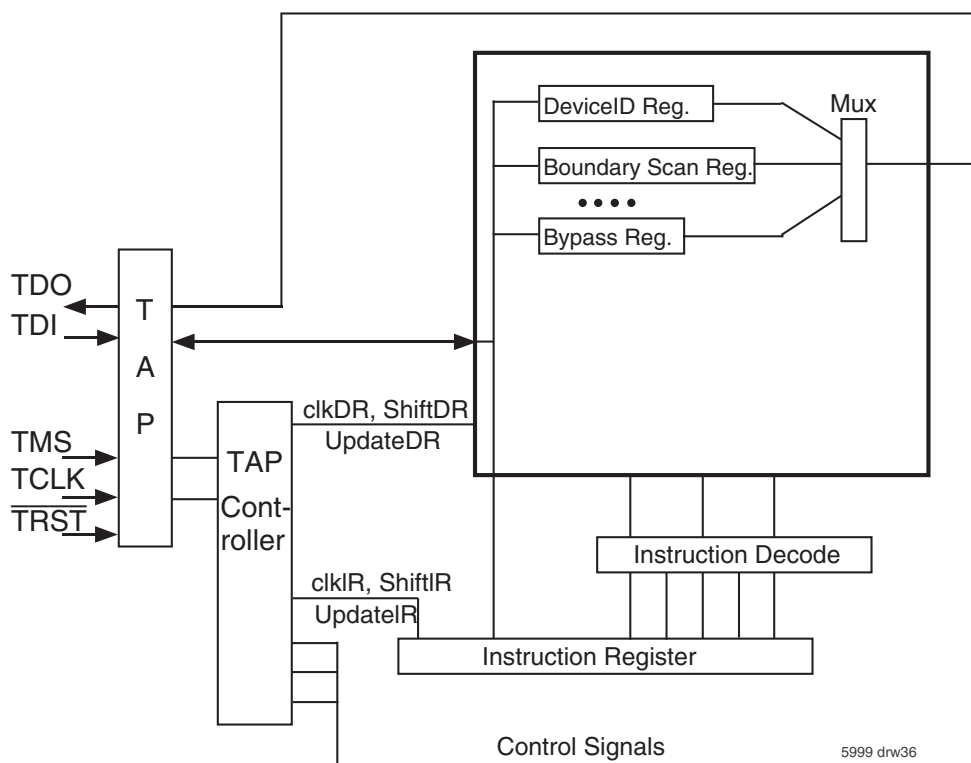 DeviceID Reg.
Mux
Boundary Scan Reg.
Bypass Reg.
TDO
TDI
T
A
P
TMS
TCLK
TRST
clkDR, ShiftDR
UpdateDR
TAP
Cont-
roller
Instruction Decode
clkIR, ShiftIR
UpdateIR
Instruction Register
Control Signals
5999 drw36